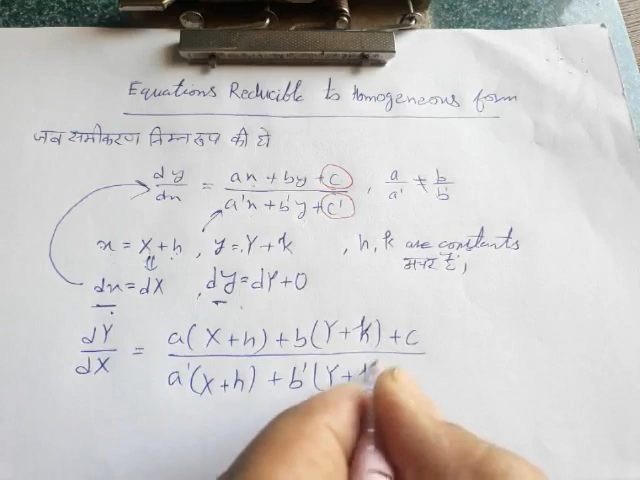 Equations Reducible to Homogeneous form
जब समीकरण निम्न रूप की हो
dy/dx = (ax + by + c)/(a'x + b'y + c') , a/a' ≠ b/b'
x = X + h , y = Y + k , h, k are constants
अचर है,
dx = dX , dy = dY + 0
dY/dX = (a(X+h) + b(Y+k) + c)/(a'(X+h) + b'(Y+